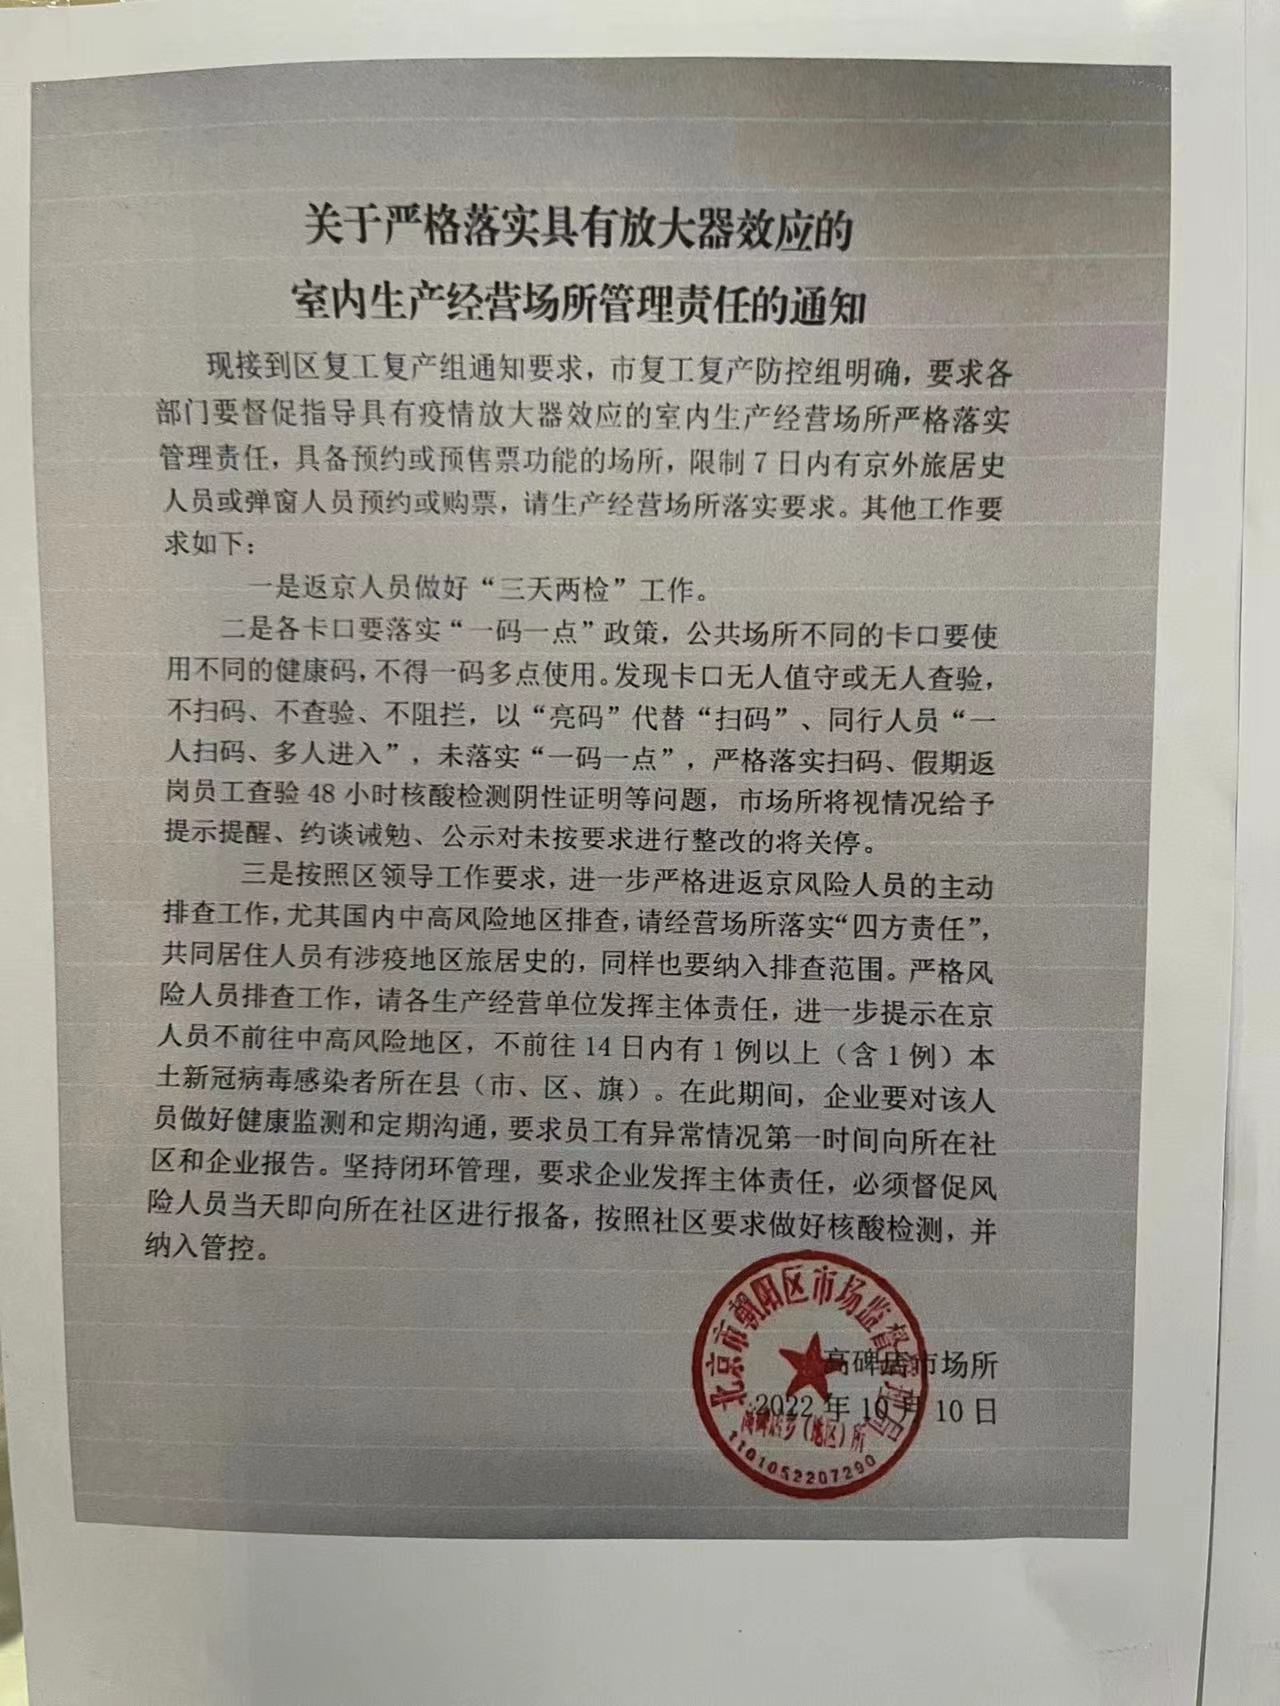 关于严格落实具有放大器效应的
室内生产经营场所管理责任的通知
现接到区复工复产组通知要求，市复工复产防控组明确，要求各
部门要督促指导具有疫情放大器效应的室内生产经营场所严格落实
管理责任，具备预约或预售票功能的场所，限制7日内有京外旅居史
人员或弹窗人员预约或购票，请生产经营场所落实要求。其他工作要
求如下：
一是返京人员做好“三天两检”工作。
二是各卡口要落实“一码一点”政策，公共场所不同的卡口要使
用不同的健康码，不得一码多点使用。发现卡口无人值守或无人查验，
不扫码、不查验、不阻拦，以“亮码”代替“扫码”、同行人员“一
人扫码、多人进入”，未落实“一码一点”，严格落实扫码、假期返
岗员工查验48小时核酸检测阴性证明等问题，市场所将视情况给予
提示提醒、约谈诫勉、公示对未按要求进行整改的将关停。
三是按照区领导工作要求，进一步严格进返京风险人员的主动
排查工作，尤其国内中高风险地区排查，请经营场所落实“四方责任”，
共同居住人员有涉疫地区旅居史的，同样也要纳入排查范围。严格风
险人员排查工作，请各生产经营单位发挥主体责任，进一步提示在京
人员不前往中高风险地区，不前往14日内有1例以上（含1例）本
土新冠病毒感染者所在县（市、区、旗）。在此期间，企业要对该人
员做好健康监测和定期沟通，要求员工有异常情况第一时间向所在社
区和企业报告。坚持闭环管理，要求企业发挥主体责任，必须督促风
险人员当天即向所在社区进行报备，按照社区要求做好核酸检测，并
纳入管控。
北京市朝阳区市场监督管理局
高碑店市场所
2022年10月10日
高碑店乡（地区）所
1101052207290